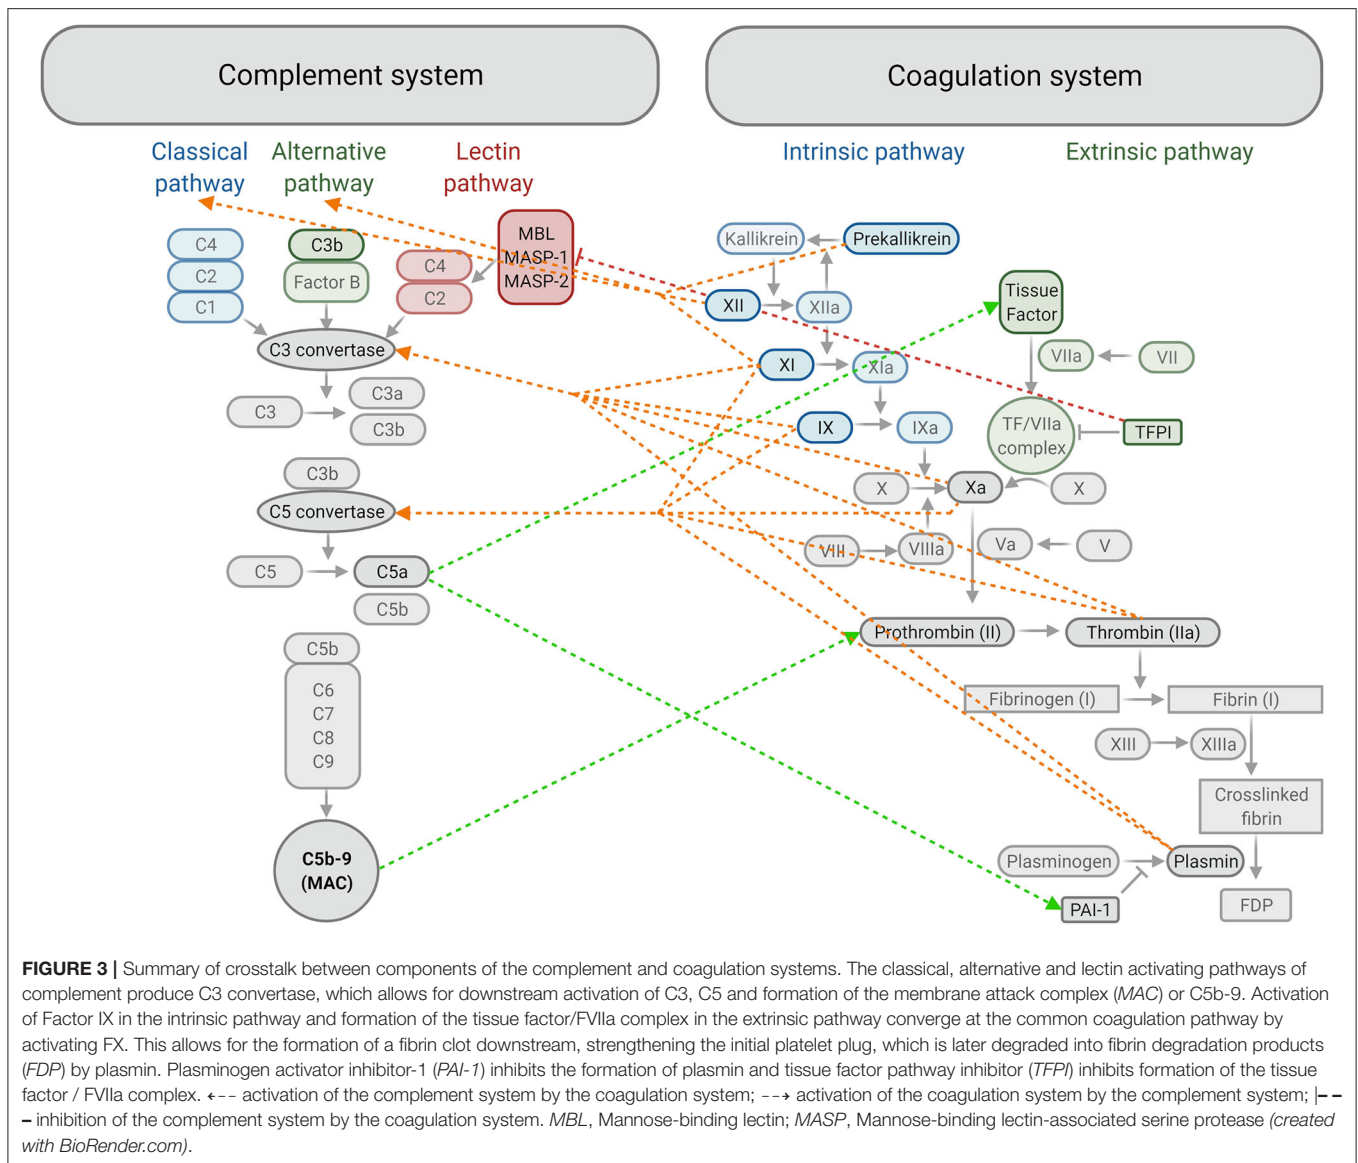 Complement system
Coagulation system
Classical
pathway
Alternative
pathway
Lectin
pathway
Intrinsic pathway
Extrinsic pathway
C4
C2
C1
C3b
Factor B
C4
C2
MBL
MASP-1
MASP-2
C3 convertase
C3
C3a
C3b
C3b
C5 convertase
C5
C5a
C5b
C5b
C6
C7
C8
C9
C5b-9
(MAC)
Kallikrein
Prekallikrein
XII
XIIa
XI
XIa
IX
IXa
Tissue
Factor
VIIa
VII
TF/VIIa
complex
TFPI
X
Xa
X
VIII
VIIIa
Va
V
Prothrombin (II)
Thrombin (IIa)
Fibrinogen (I)
Fibrin (I)
XIII
XIIIa
Crosslinked
fibrin
Plasminogen
Plasmin
PAI-1
FDP
FIGURE 3 | Summary of crosstalk between components of the complement and coagulation systems. The classical, alternative and lectin activating pathways of
complement produce C3 convertase, which allows for downstream activation of C3, C5 and formation of the membrane attack complex (MAC) or C5b-9. Activation
of Factor IX in the intrinsic pathway and formation of the tissue factor/FVIIa complex in the extrinsic pathway converge at the common coagulation pathway by
activating FX. This allows for the formation of a fibrin clot downstream, strengthening the initial platelet plug, which is later degraded into fibrin degradation products
(FDP) by plasmin. Plasminogen activator inhibitor-1 (PAI-1) inhibits the formation of plasmin and tissue factor pathway inhibitor (TFPI) inhibits formation of the tissue
factor / FVIIa complex. ←-- activation of the complement system by the coagulation system; --→ activation of the coagulation system by the complement system; |– –
– inhibition of the complement system by the coagulation system. MBL, Mannose-binding lectin; MASP, Mannose-binding lectin-associated serine protease (created
with BioRender.com).